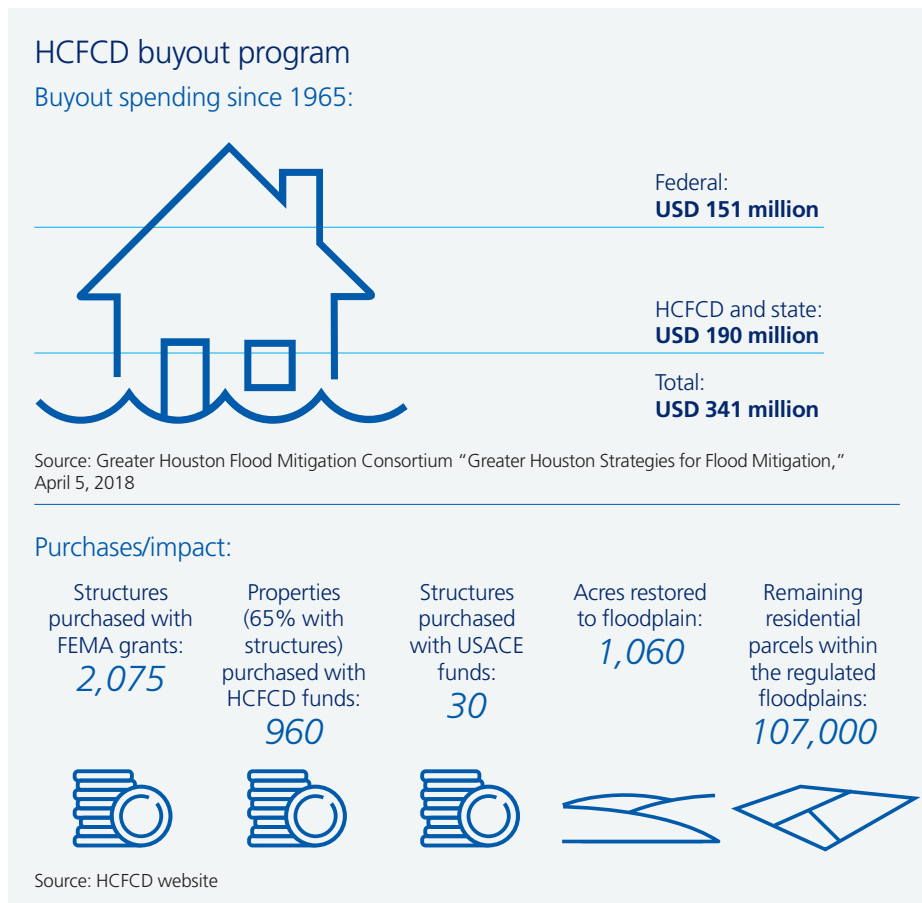 HCFCD buyout program
Buyout spending since 1965:
Federal:
USD 151 million
HCFCD and state:
USD 190 million
Total:
USD 341 million
Source: Greater Houston Flood Mitigation Consortium “Greater Houston Strategies for Flood Mitigation,”
April 5, 2018
Purchases/impact:
Structures
purchased with
FEMA grants:
2,075
Properties
(65% with
structures)
purchased with
HCFCD funds:
960
Structures
purchased
with USACE
funds:
30
Acres restored
to floodplain:
1,060
Remaining
residential
parcels within
the regulated
floodplains:
107,000
Source: HCFCD website